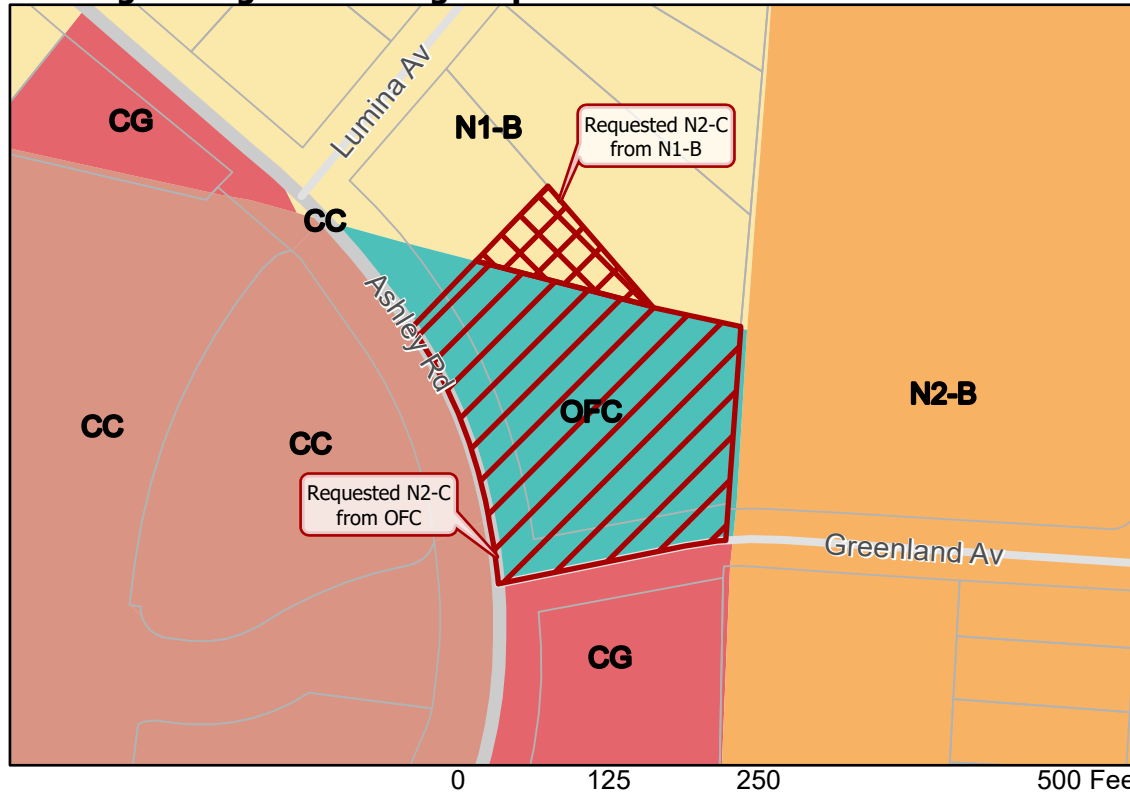 Lumina Av
CG
N1-B
Requested N2-C
from N1-B
CC
Ashley Rd
OFC
N2-B
CC
CC
Requested N2-C
from OFC
Greenland Av
CG
0 125 250 500 Fee